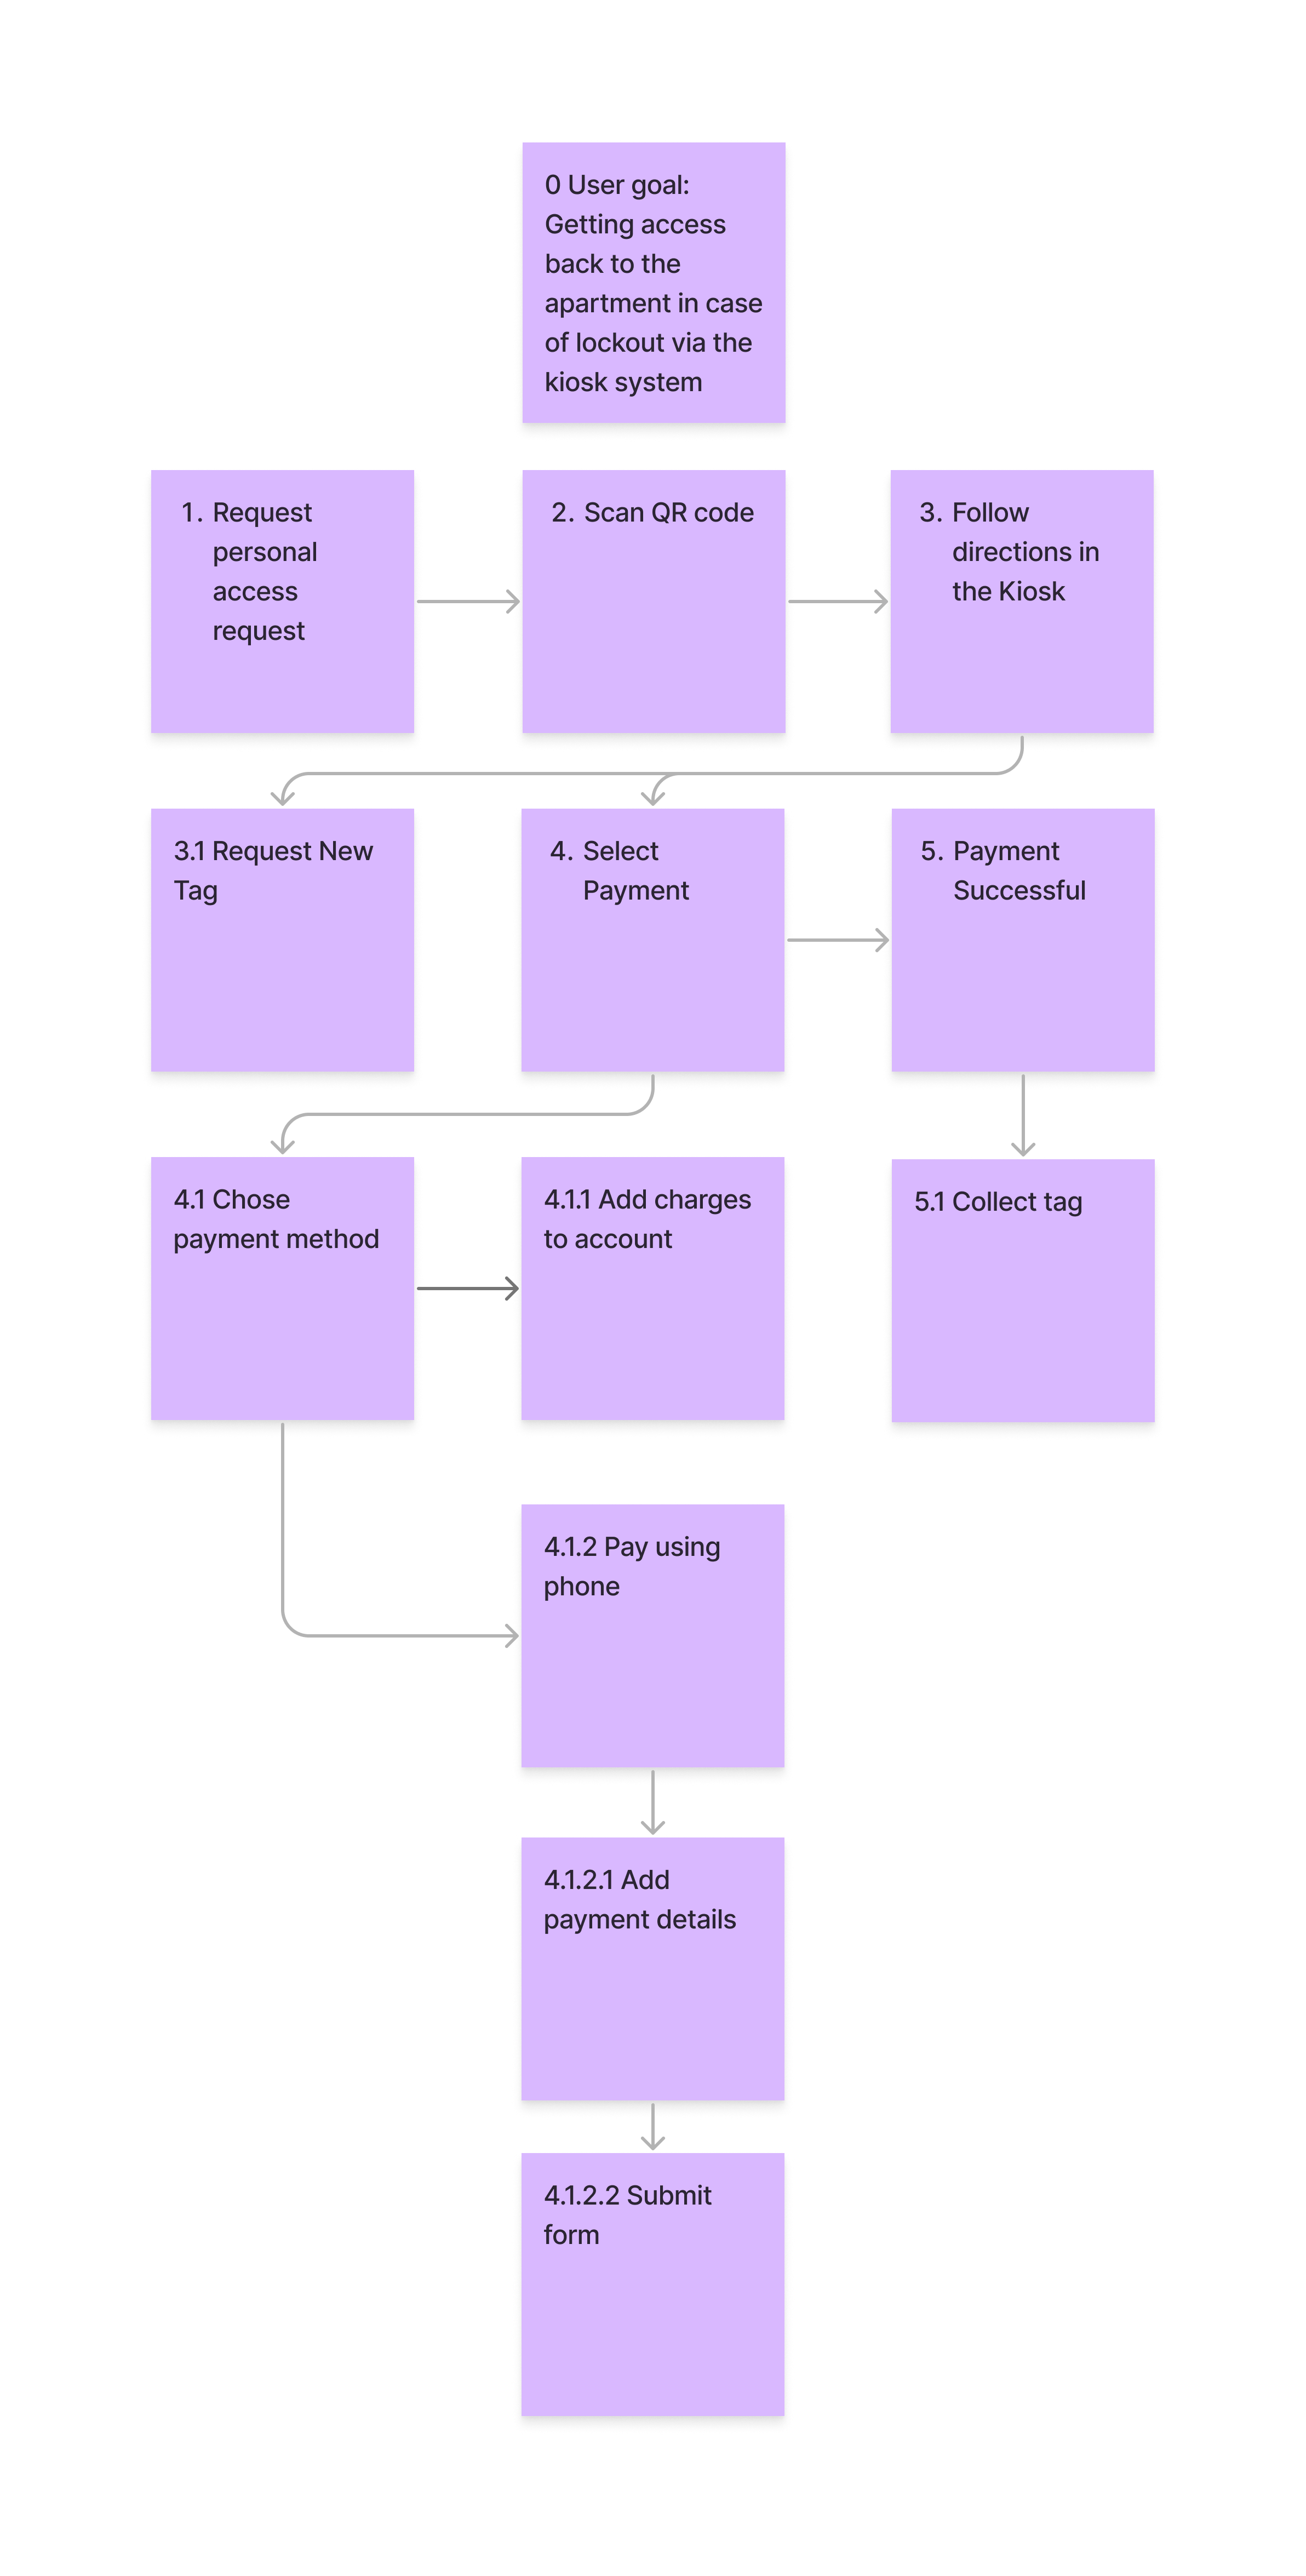 0 User goal:
Getting access
back to the
apartment in case
of lockout via the
kiosk system
1. Request
personal
access
request
2. Scan QR code
3. Follow
directions in
the Kiosk
3.1 Request New
Tag
4. Select
Payment
5. Payment
Successful
4.1 Chose
payment method
4.1.1 Add charges
to account
5.1 Collect tag
4.1.2 Pay using
phone
4.1.2.1 Add
payment details
4.1.2.2 Submit
form